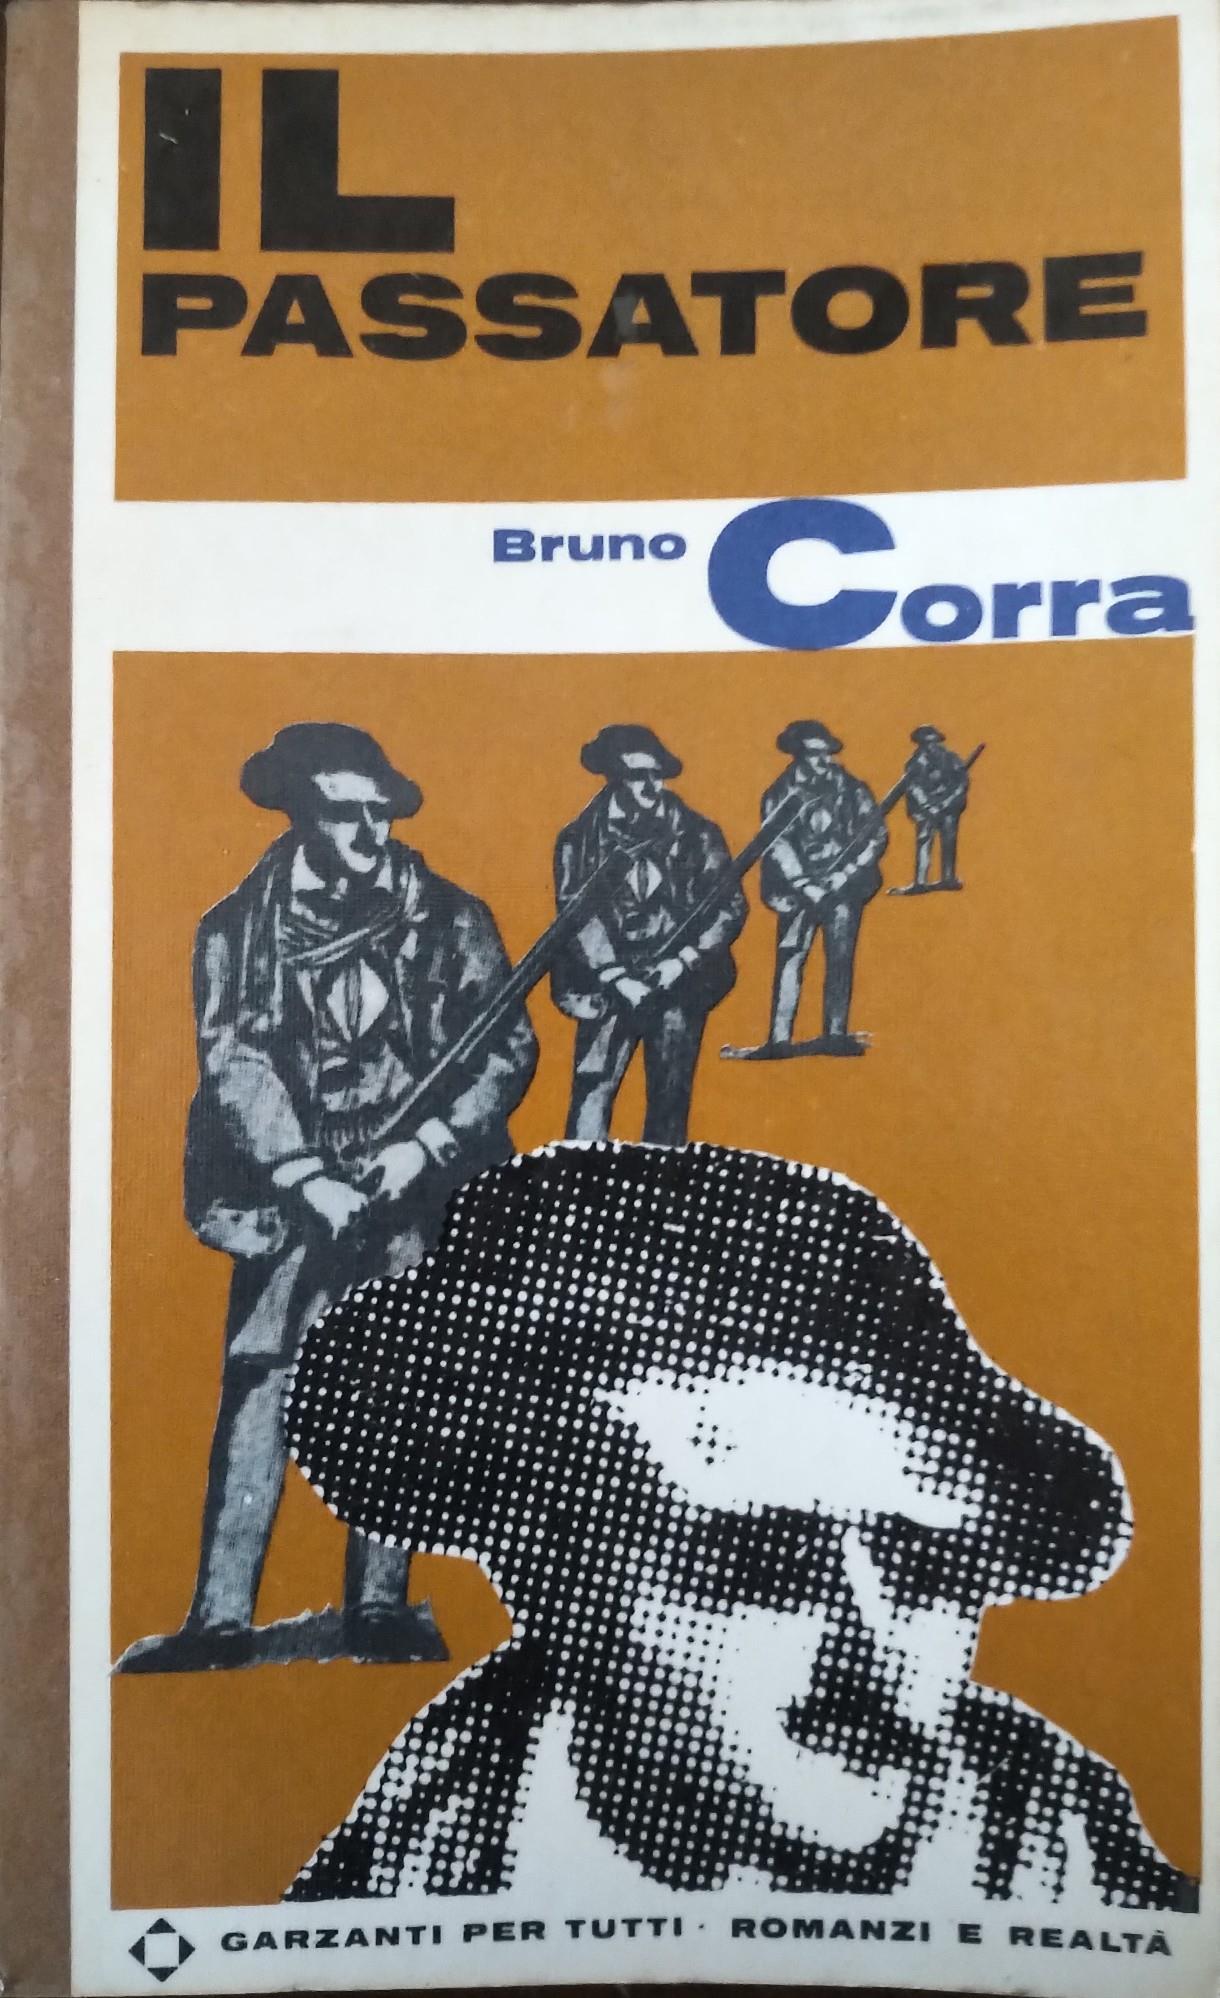 IL
PASSATORE
Bruno Corra
GARZANTI PER TUTTI · ROMANZI E REALTÀ